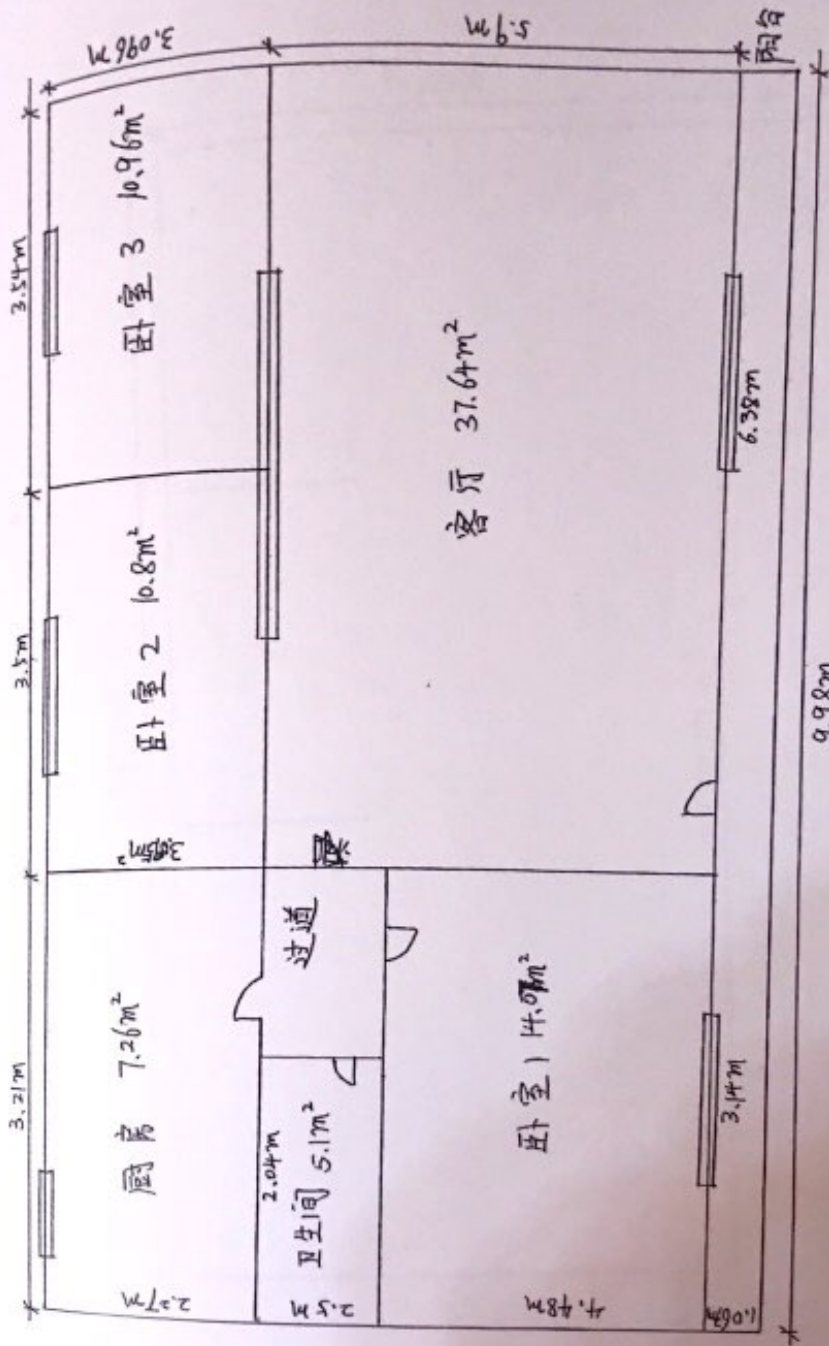 3.21m
3.5m
3.54m
3.096m
厨房 7.26m²
卧室2 10.8m²
卧室3 10.96m²
2.27m
2.04m
卫生间 5.1m²
2.5m
过道
客厅 37.64m²
5.9m
卧室1
4.48m
3.14m
6.38m
1.06m
阳台
9.98m